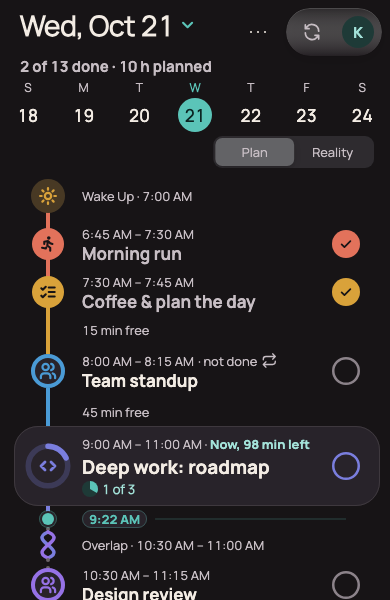 Wed, Oct 21
...
K
2 of 13 done · 10 h planned
S M T W T F S
18 19 20 21 22 23 24
Plan Reality
Wake Up · 7:00 AM
6:45 AM – 7:30 AM
Morning run
7:30 AM – 7:45 AM
Coffee & plan the day
15 min free
8:00 AM – 8:15 AM · not done
Team standup
45 min free
9:00 AM – 11:00 AM · Now, 98 min left
Deep work: roadmap
1 of 3
9:22 AM
Overlap · 10:30 AM – 11:00 AM
10:30 AM – 11:15 AM
Design review